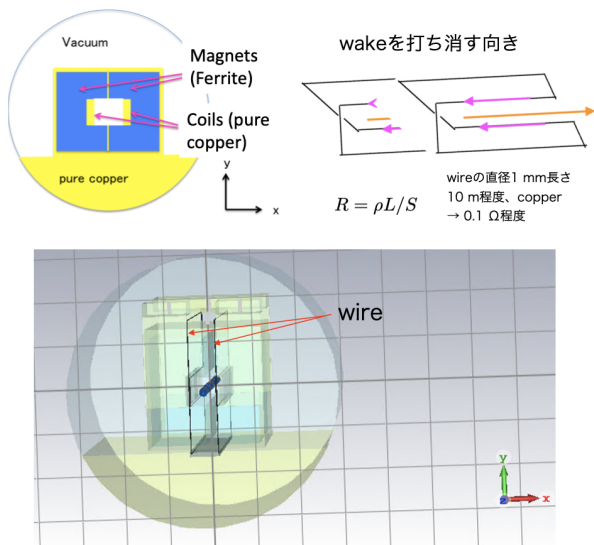 Vacuum
Magnets
(Ferrite)
Coils (pure
copper)
pure copper
y
x
wakeを打ち消す向き
R = ρL/S
wireの直径1 mm長さ
10 m程度、copper
→ 0.1 Ω程度
wire
y
z
x